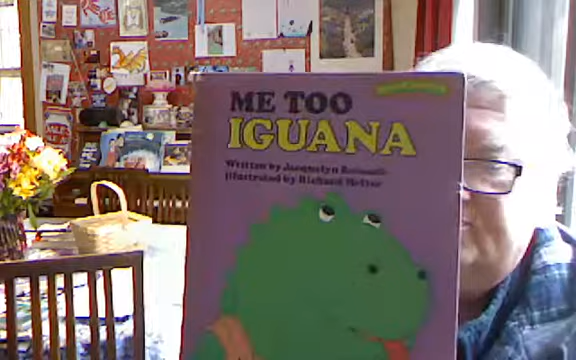 ME TOO
IGUANA
Written by Jacquelyn Reinach
Illustrated by Richard Hefter